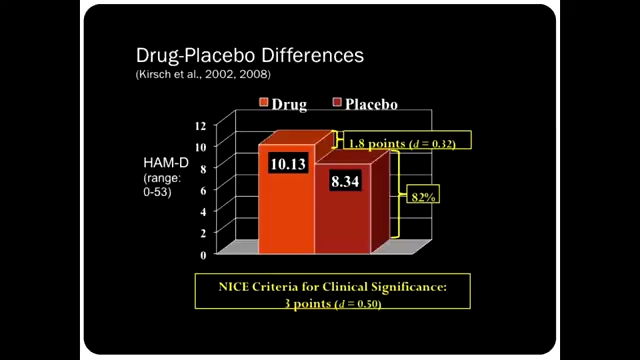 Drug-Placebo Differences
(Kirsch et al., 2002, 2008)
Drug Placebo
12
10
8
6
4
2
0
HAM-D
(range:
0-53)
10.13
8.34
1.8 points (d = 0.32)
82%
NICE Criteria for Clinical Significance:
3 points (d = 0.50)